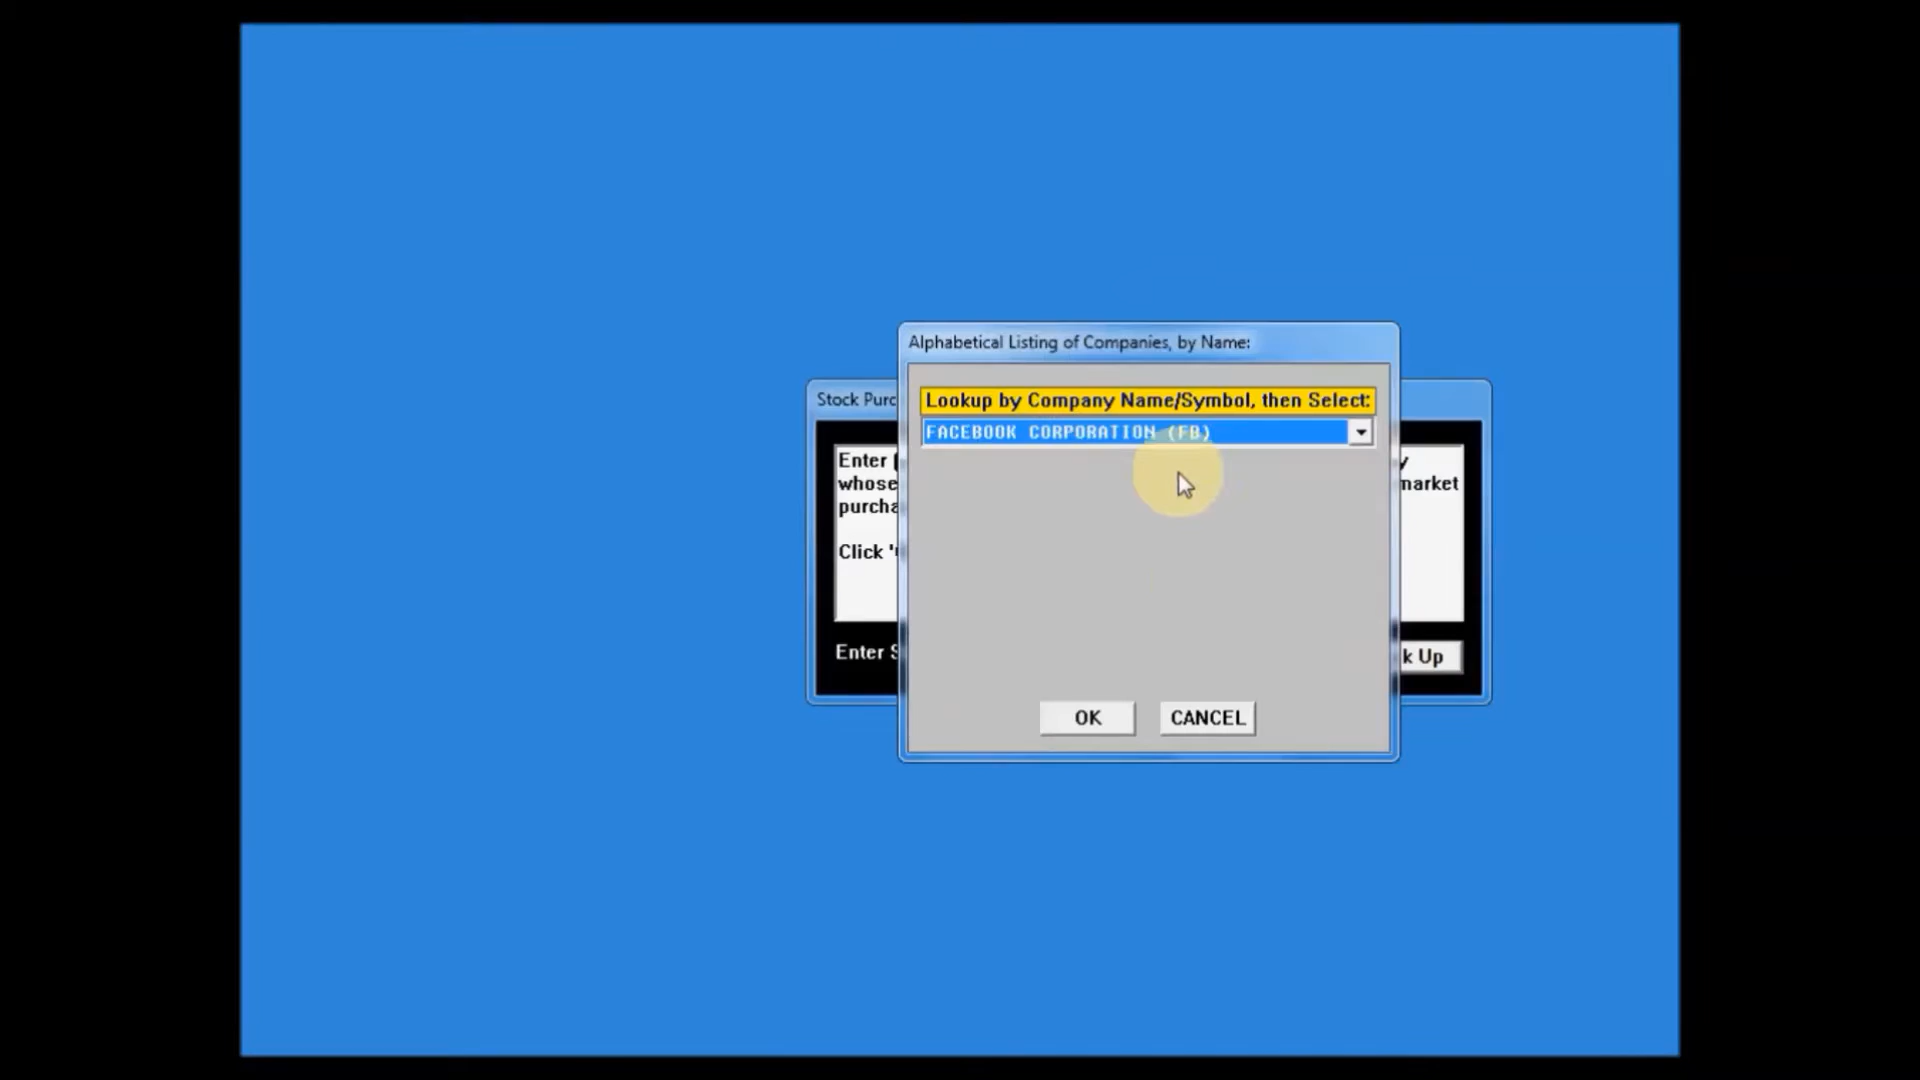 Alphabetical Listing of Companies, by Name:
Lookup by Company Name/Symbol, then Select:
FACEBOOK CORPORATION (FB)
OK
CANCEL
Stock Purc
Enter
whose
market
purcha
Click
Enter S
k Up